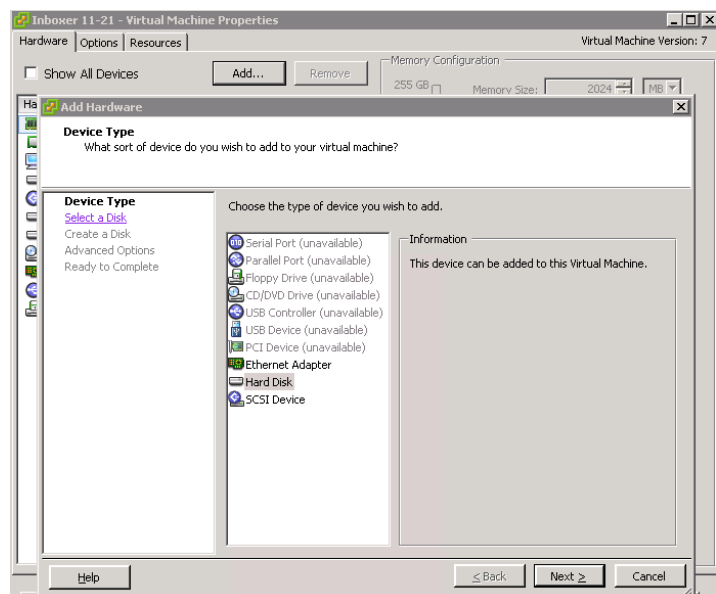 Inboxer 11-21 - Virtual Machine Properties
Hardware Options Resources
Virtual Machine Version: 7
Show All Devices
Add...
Remove
Memory Configuration
255 GB
Memory Size:
2024
MB
Ha
Add Hardware
Device Type
What sort of device do you wish to add to your virtual machine?
Device Type
Select a Disk
Create a Disk
Advanced Options
Ready to Complete
Choose the type of device you wish to add.
Serial Port (unavailable)
Parallel Port (unavailable)
Floppy Drive (unavailable)
CD/DVD Drive (unavailable)
USB Controller (unavailable)
USB Device (unavailable)
PCI Device (unavailable)
Ethernet Adapter
Hard Disk
SCSI Device
Information
This device can be added to this Virtual Machine.
Help
≤ Back
Next ≥
Cancel